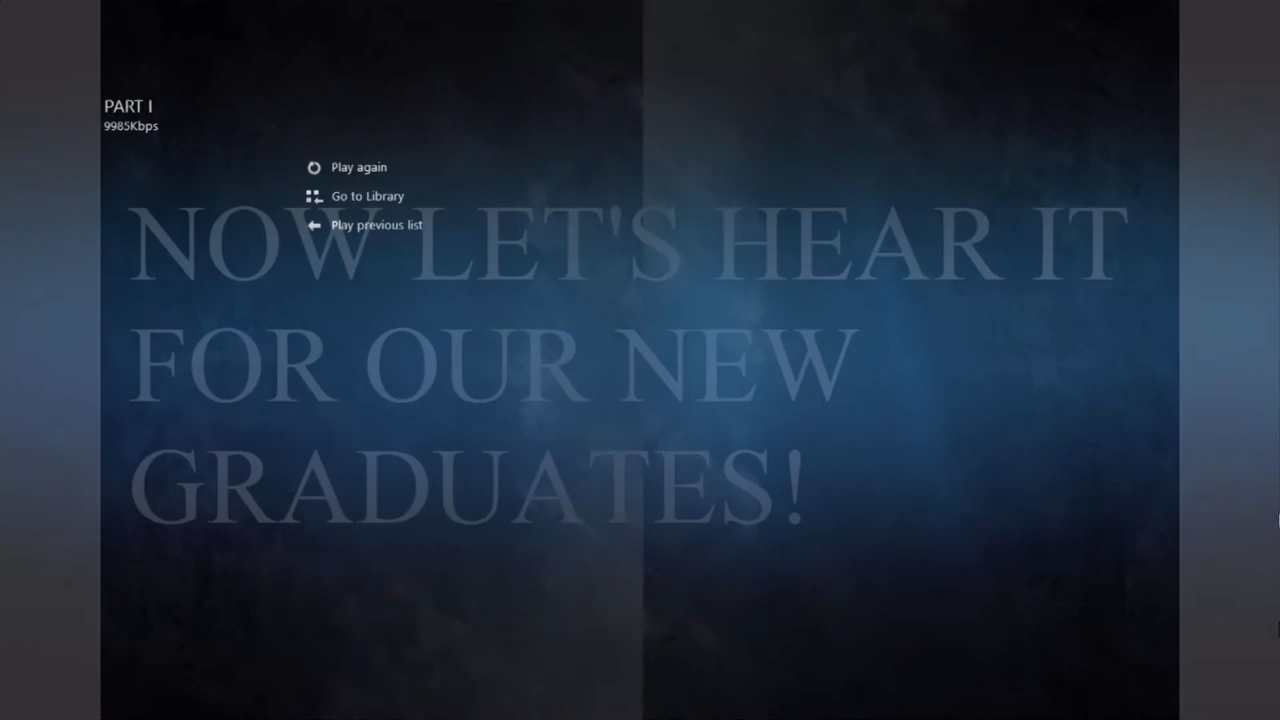 PART I
9985Kbps
Play again
Go to Library
Play previous list
NOW LET'S HEAR IT
FOR OUR NEW
GRADUATES!